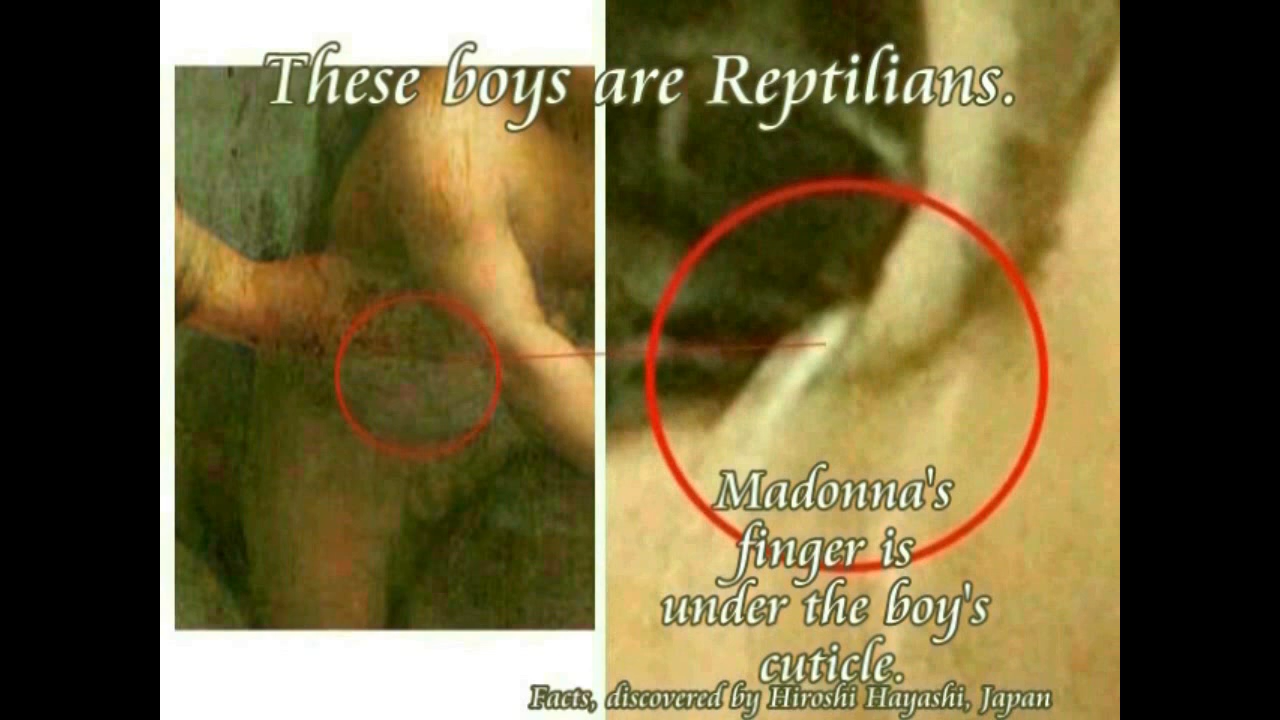 These boys are Reptilians.
Madonna's
finger is
under the boy's
cuticle.
Facts, discovered by Hiroshi Hayashi, Japan